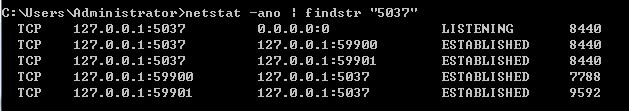 C:\Users\Administrator>netstat -ano | findstr "5037"
TCP 127.0.0.1:5037 0.0.0.0:0 LISTENING 8440
TCP 127.0.0.1:5037 127.0.0.1:59900 ESTABLISHED 8440
TCP 127.0.0.1:5037 127.0.0.1:59901 ESTABLISHED 8440
TCP 127.0.0.1:59900 127.0.0.1:5037 ESTABLISHED 7788
TCP 127.0.0.1:59901 127.0.0.1:5037 ESTABLISHED 9592